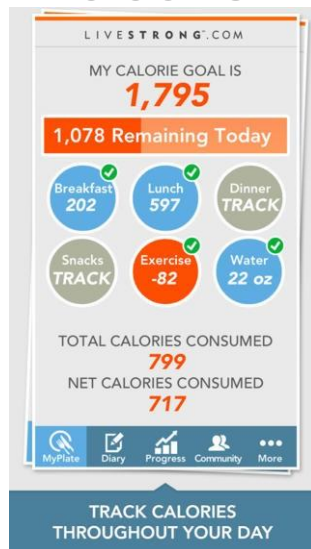 LIVESTRONG.COM
MY CALORIE GOAL IS
1,795
1,078 Remaining Today
Breakfast
202
Lunch
597
Dinner
TRACK
Snacks
TRACK
Exercise
-82
Water
22 oz
TOTAL CALORIES CONSUMED
799
NET CALORIES CONSUMED
717
MyPlate
Diary
Progress
Community
More
TRACK CALORIES
THROUGHOUT YOUR DAY